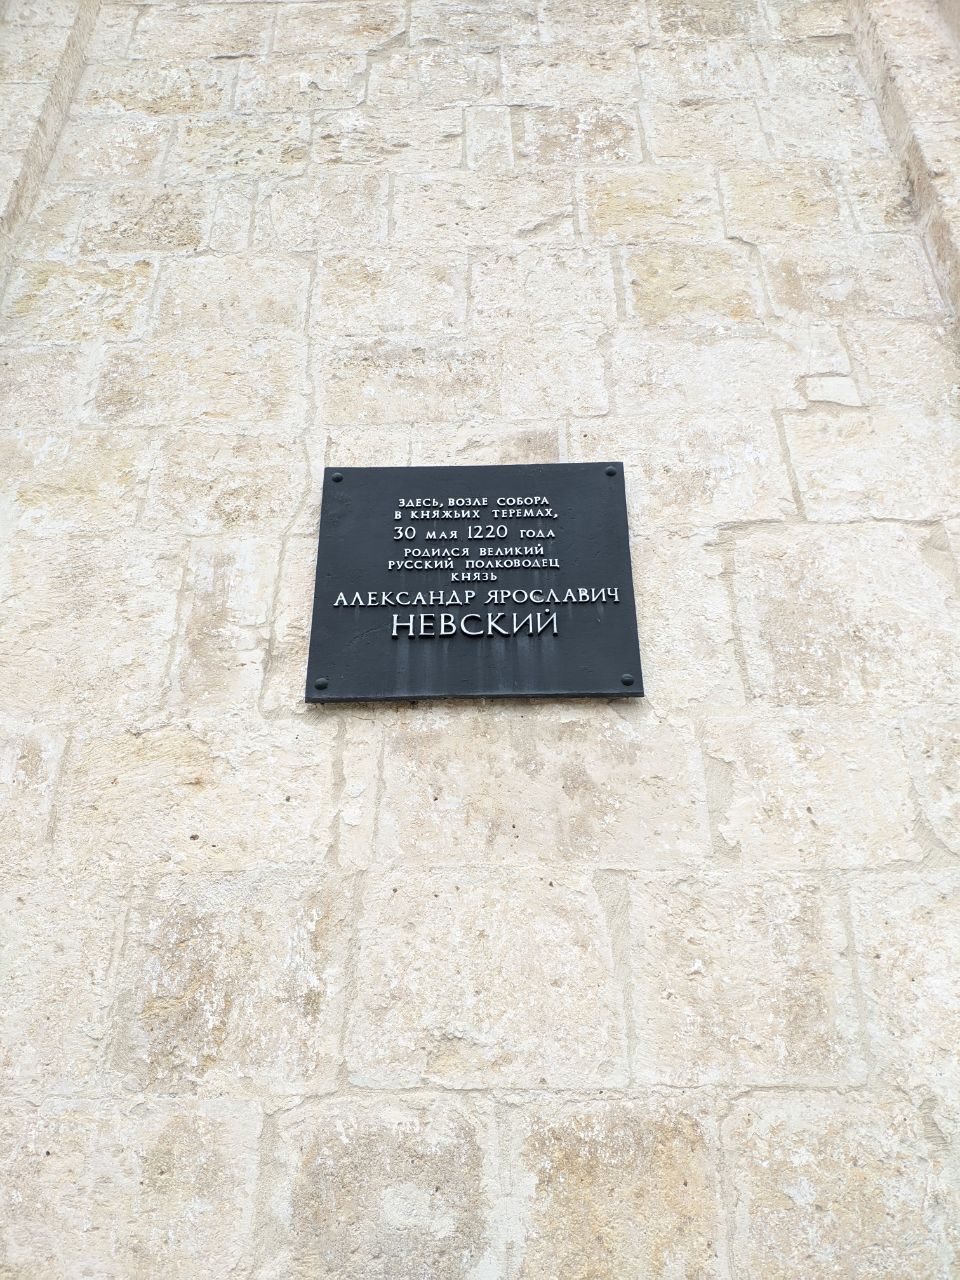 ЗДЕСЬ, ВОЗЛЕ СОБОРА
В КНЯЖЬИХ ТЕРЕМАХ,
30 МАЯ 1220 ГОДА
РОДИЛСЯ ВЕЛИКИЙ
РУССКИЙ ПОЛКОВОДЕЦ
КНЯЗЬ
АЛЕКСАНДР ЯРОСЛАВИЧ
НЕВСКИЙ